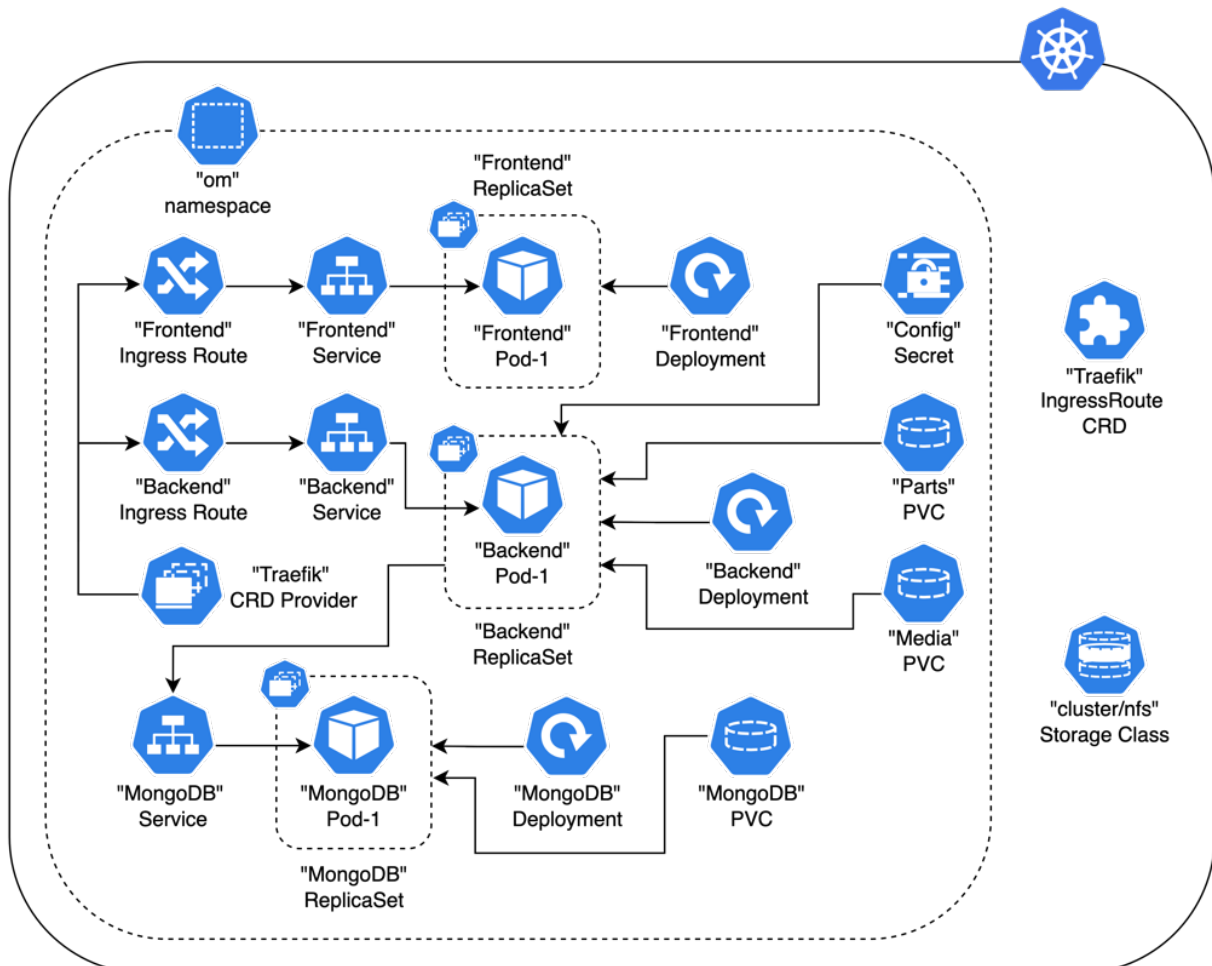 "om"
namespace
"Frontend"
ReplicaSet
"Frontend"
Ingress Route
"Frontend"
Service
"Frontend"
Pod-1
"Frontend"
Deployment
"Config"
Secret
"Traefik"
IngressRoute
CRD
"Backend"
Ingress Route
"Backend"
Service
"Backend"
Pod-1
"Backend"
Deployment
"Parts"
PVC
"Traefik"
CRD Provider
"Backend"
ReplicaSet
"Media"
PVC
"cluster/nfs"
Storage Class
"MongoDB"
Service
"MongoDB"
Pod-1
"MongoDB"
Deployment
"MongoDB"
PVC
"MongoDB"
ReplicaSet